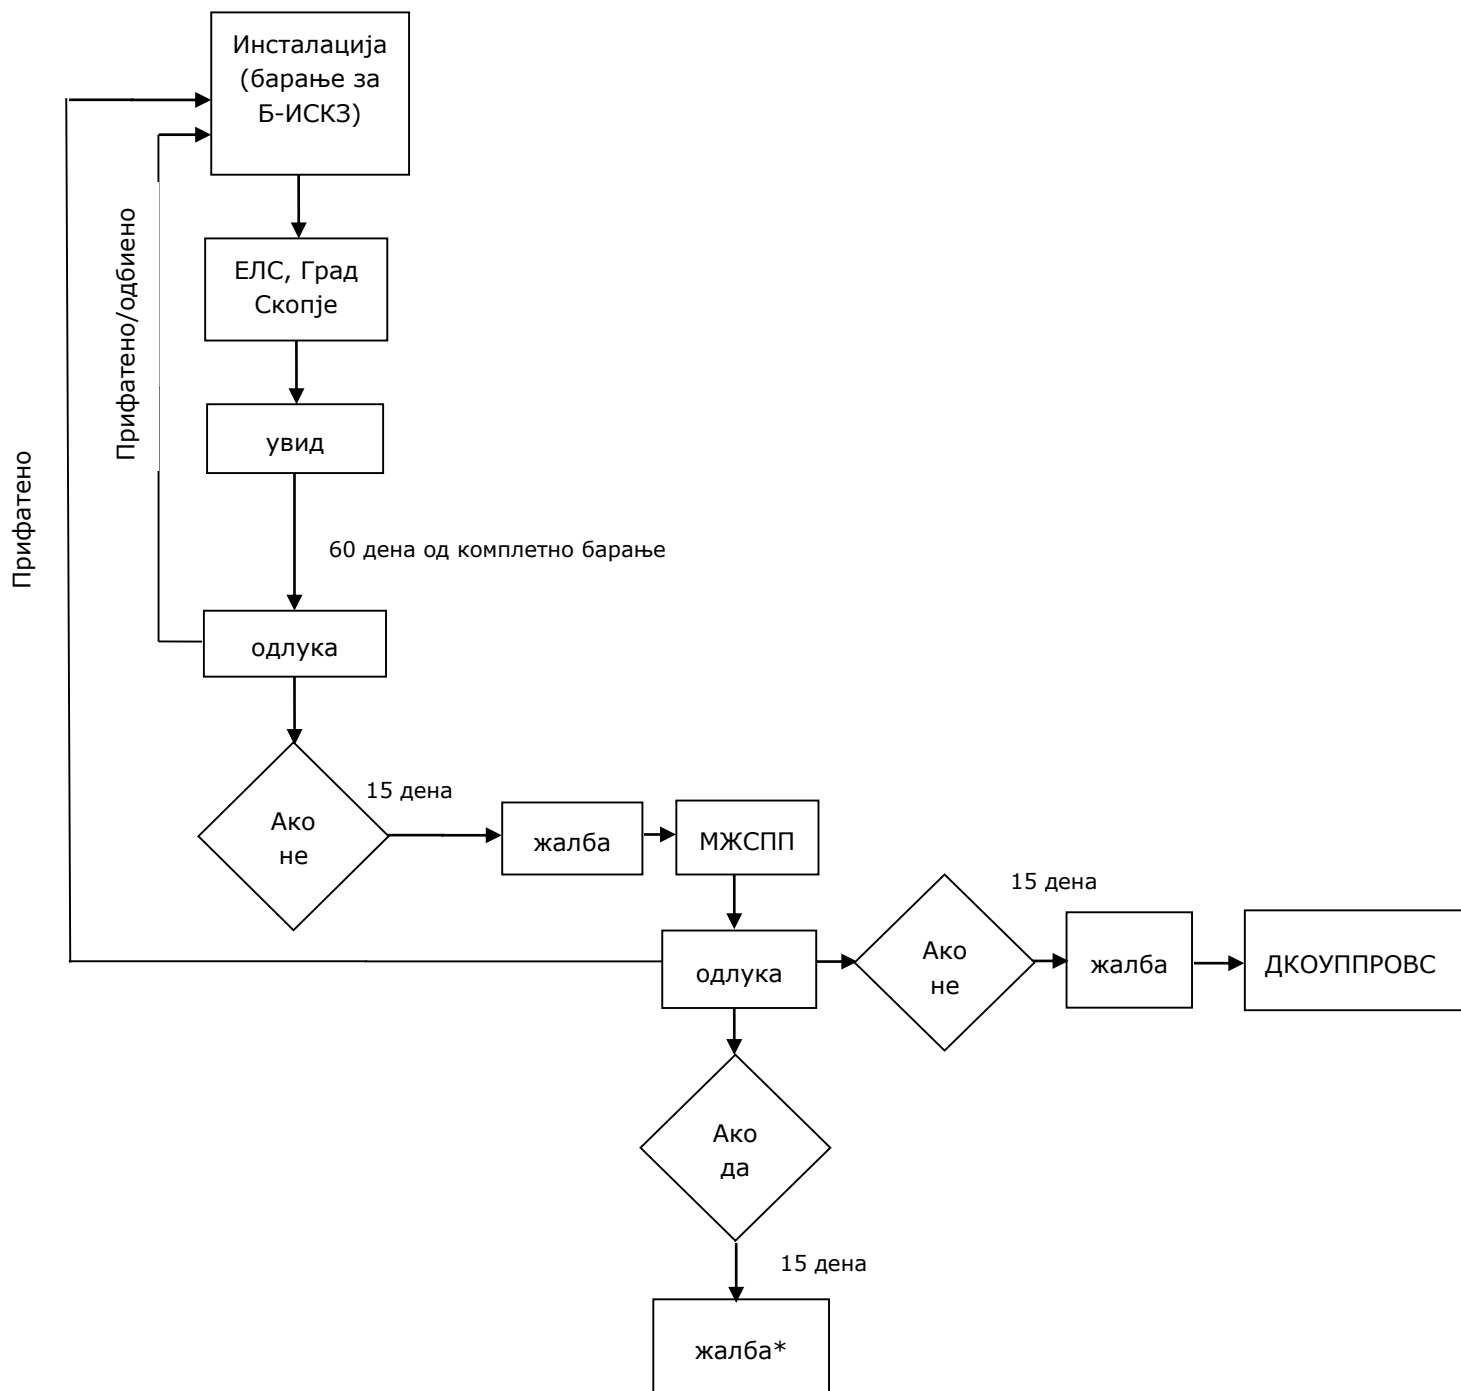 Инсталација
(барање за
Б-ИСКЗ)
Прифатено/одбиено
ЕЛС, Град
Скопје
увид
Прифатено
60 дена од комплетно барање
одлука
15 дена
Ако
не
жалба
МЖСПП
15 дена
одлука
Ако
не
жалба
ДКОУППРОВС
Ако
да
15 дена
жалба*